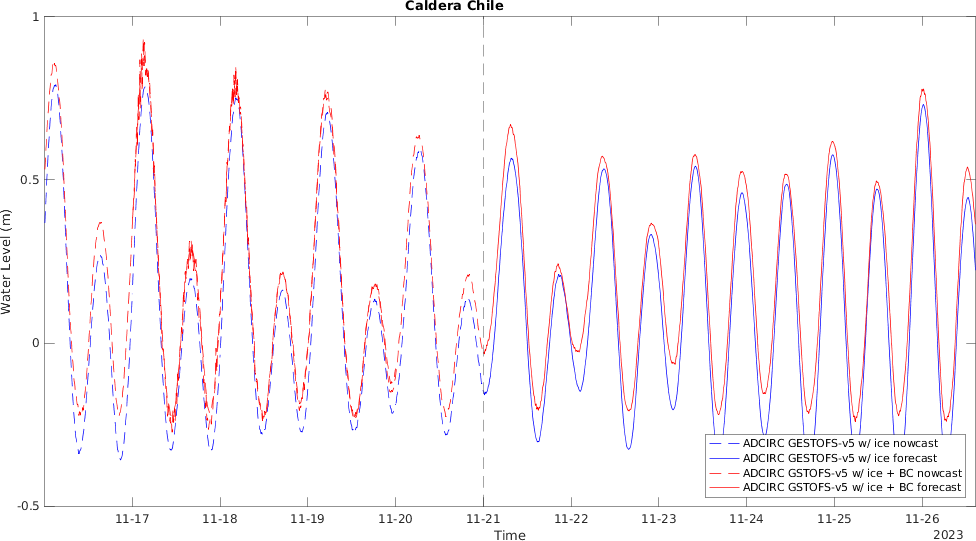 Caldera Chile
1
0.5
0
-0.5
Water Level (m)
11-17 11-18 11-19 11-20 11-21 11-22 11-23 11-24 11-25 11-26
Time
2023
ADCIRC GESTOFS-v5 w/ ice nowcast
ADCIRC GESTOFS-v5 w/ ice forecast
ADCIRC GSTOFS-v5 w/ ice + BC nowcast
ADCIRC GSTOFS-v5 w/ ice + BC forecast